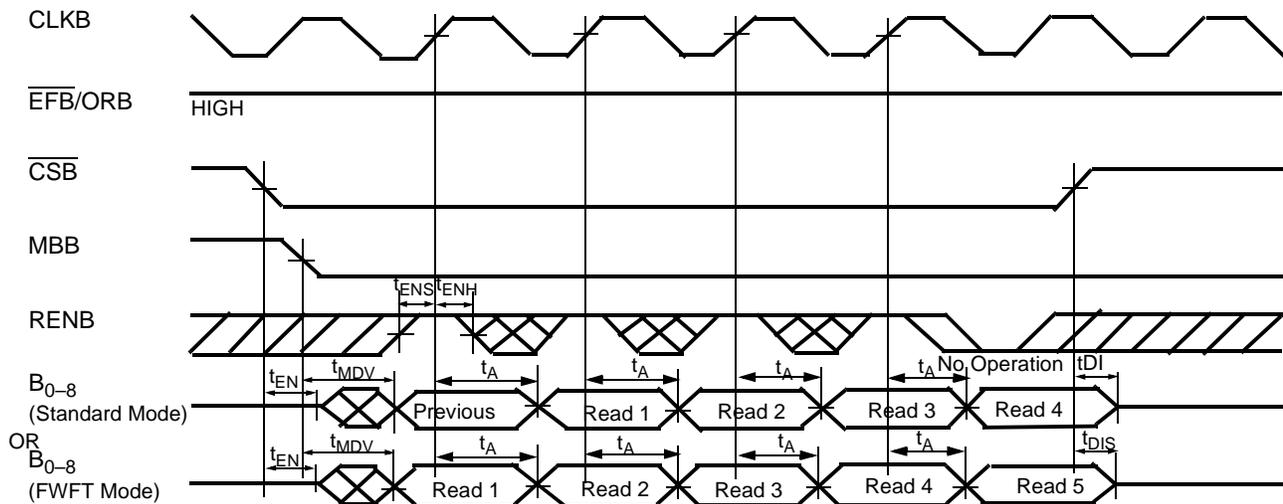 CLKB
EFB/ORB
HIGH
CSB
MBB
tENS tENH
RENB
No Operation
tEN tMDV tA tA tA tA tDI
B0–8
(Standard Mode)
Previous Read 1 Read 2 Read 3 Read 4
OR
tEN tMDV tA tA tA tA tDIS
B0–8
(FWFT Mode)
Read 1 Read 2 Read 3 Read 4 Read 5